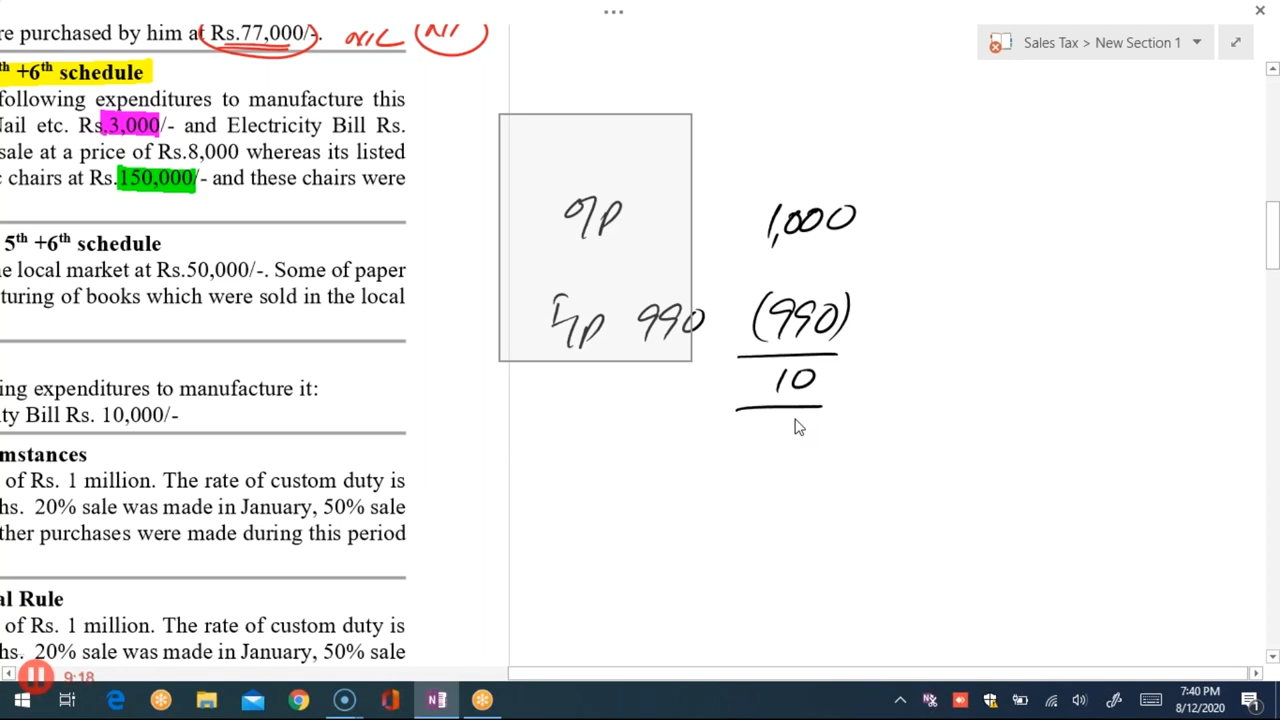 re purchased by him at Rs.77,000/-.
th +6th schedule
following expenditures to manufacture this
Nail etc. Rs.3,000/- and Electricity Bill Rs.
sale at a price of Rs.8,000 whereas its listed
c chairs at Rs.150,000/- and these chairs were
5th +6th schedule
he local market at Rs.50,000/-. Some of paper
turing of books which were sold in the local
ing expenditures to manufacture it:
ty Bill Rs. 10,000/-
mstances
of Rs. 1 million. The rate of custom duty is
hs. 20% sale was made in January, 50% sale
ther purchases were made during this period
al Rule
of Rs. 1 million. The rate of custom duty is
hs. 20% sale was made in January, 50% sale
Sales Tax > New Section 1
O/P 1,000
I/P 990 (990)
10
9:18
7:40 PM
8/12/2020